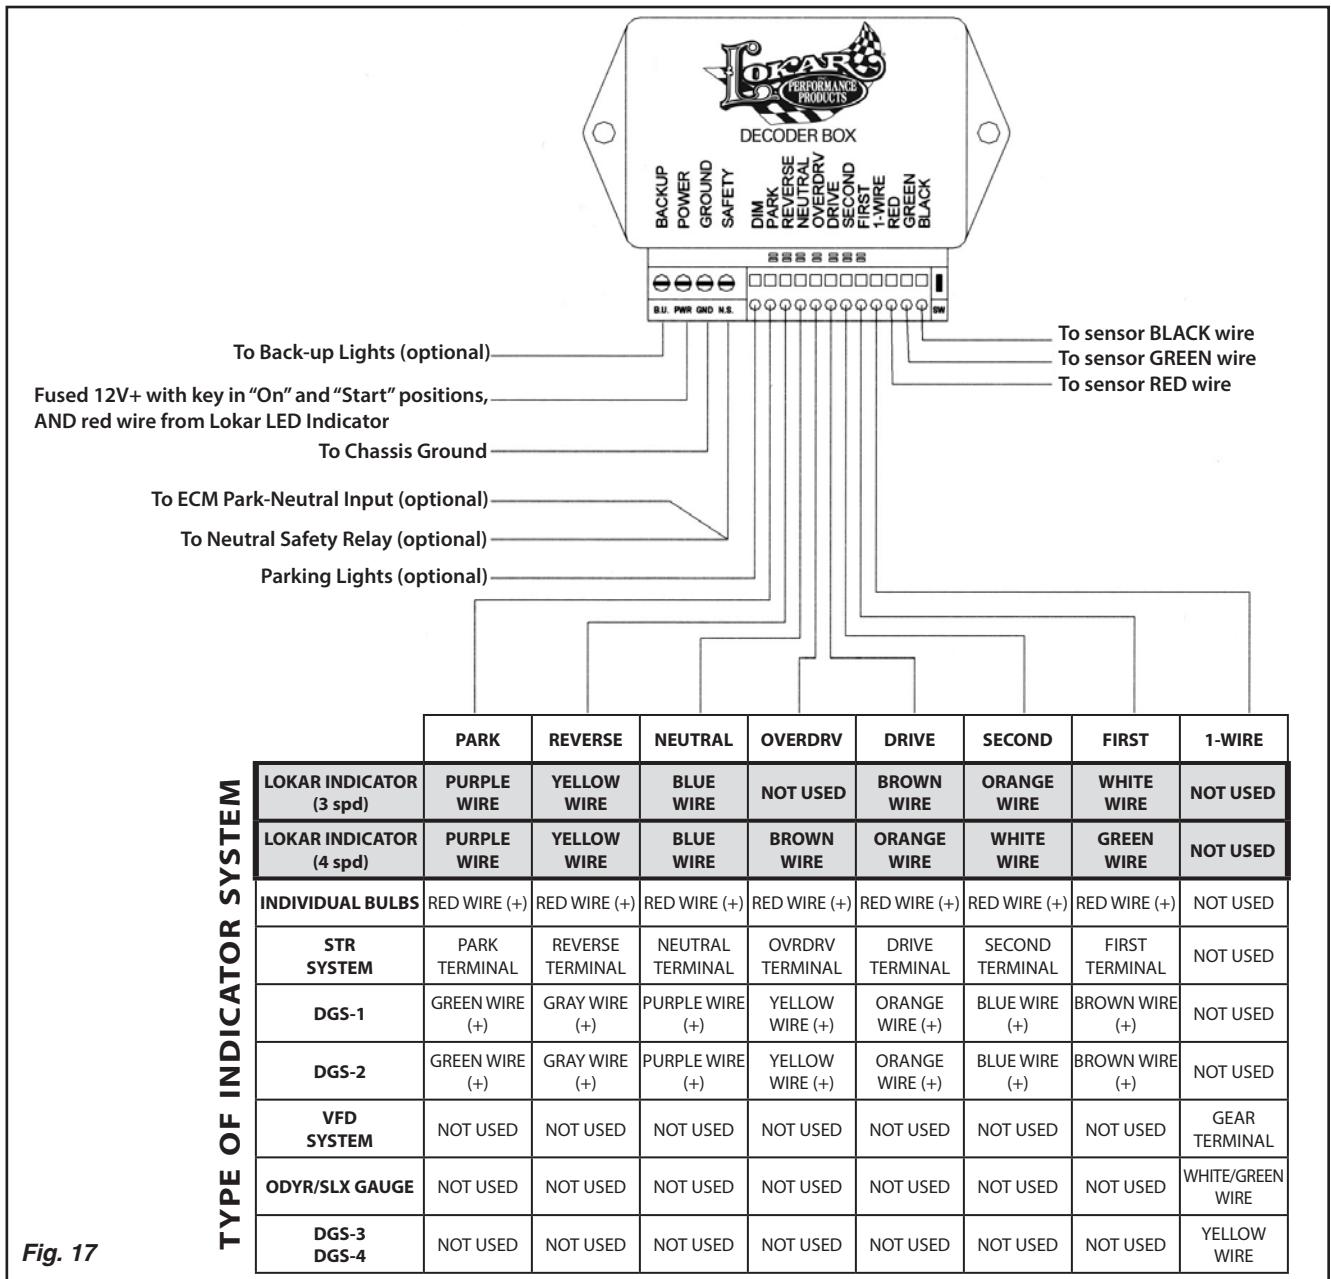 LOKAR
INC.
PERFORMANCE
PRODUCTS
DECODER BOX
BACKUP
POWER
GROUND
SAFETY
DIM
PARK
REVERSE
NEUTRAL
OVERDRV
DRIVE
SECOND
FIRST
1-WIRE
RED
GREEN
BLACK
B.U. PWR GND N.S. SW
To Back-up Lights (optional)
Fused 12V+ with key in “On” and “Start” positions,
AND red wire from Lokar LED Indicator
To Chassis Ground
To ECM Park-Neutral Input (optional)
To Neutral Safety Relay (optional)
Parking Lights (optional)
To sensor BLACK wire
To sensor GREEN wire
To sensor RED wire
TYPE OF INDICATOR SYSTEM
PARK REVERSE NEUTRAL OVERDRV DRIVE SECOND FIRST 1-WIRE
LOKAR INDICATOR PURPLE YELLOW BLUE NOT USED BROWN ORANGE WHITE NOT USED
(3 spd) WIRE WIRE WIRE WIRE WIRE WIRE
LOKAR INDICATOR PURPLE YELLOW BLUE BROWN ORANGE WHITE GREEN NOT USED
(4 spd) WIRE WIRE WIRE WIRE WIRE WIRE WIRE
INDIVIDUAL BULBS RED WIRE (+) RED WIRE (+) RED WIRE (+) RED WIRE (+) RED WIRE (+) RED WIRE (+) RED WIRE (+) NOT USED
STR PARK REVERSE NEUTRAL OVRDRV DRIVE SECOND FIRST NOT USED
SYSTEM TERMINAL TERMINAL TERMINAL TERMINAL TERMINAL TERMINAL TERMINAL
DGS-1 GREEN WIRE GRAY WIRE PURPLE WIRE YELLOW ORANGE BLUE WIRE BROWN WIRE NOT USED
(+) (+) (+) WIRE (+) WIRE (+) (+) (+)
DGS-2 GREEN WIRE GRAY WIRE PURPLE WIRE YELLOW ORANGE BLUE WIRE BROWN WIRE NOT USED
(+) (+) (+) WIRE (+) WIRE (+) (+) (+)
VFD NOT USED NOT USED NOT USED NOT USED NOT USED NOT USED NOT USED GEAR
SYSTEM TERMINAL
ODYR/SLX GAUGE NOT USED NOT USED NOT USED NOT USED NOT USED NOT USED NOT USED WHITE/GREEN
WIRE
DGS-3 NOT USED NOT USED NOT USED NOT USED NOT USED NOT USED NOT USED YELLOW
DGS-4 WIRE
Fig. 17